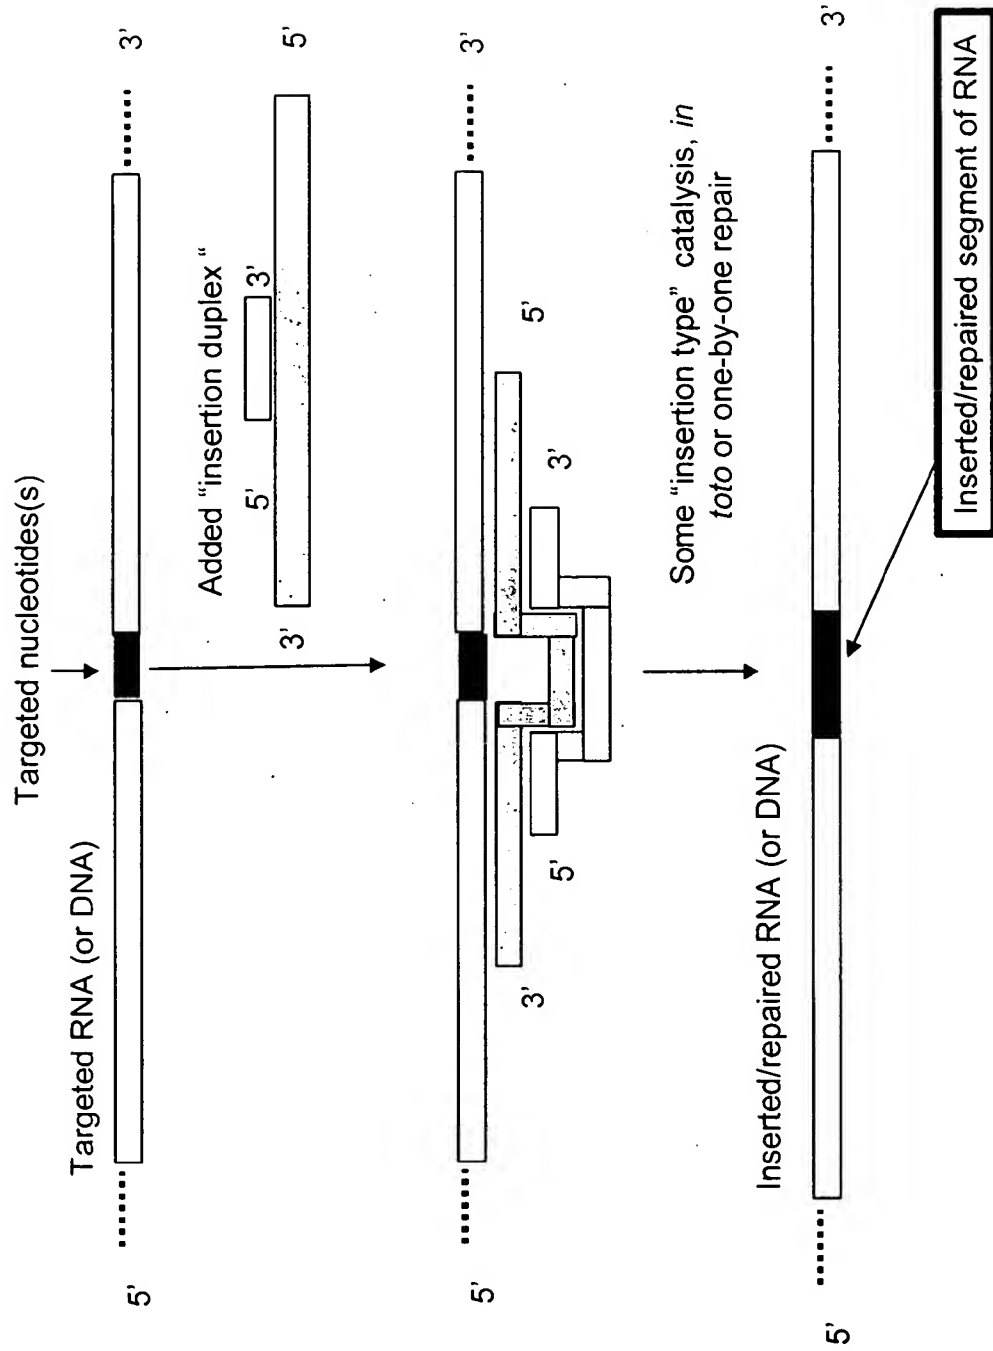 Targeted nucleotides(s)
Targeted RNA (or DNA)
5'
3'
Added “insertion duplex “
5'
3'
3'
5'
5'
3'
3'
5'
5'
3'
Some “insertion type” catalysis, in
toto or one-by-one repair
Inserted/repaired RNA (or DNA)
5'
3'
Inserted/repaired segment of RNA